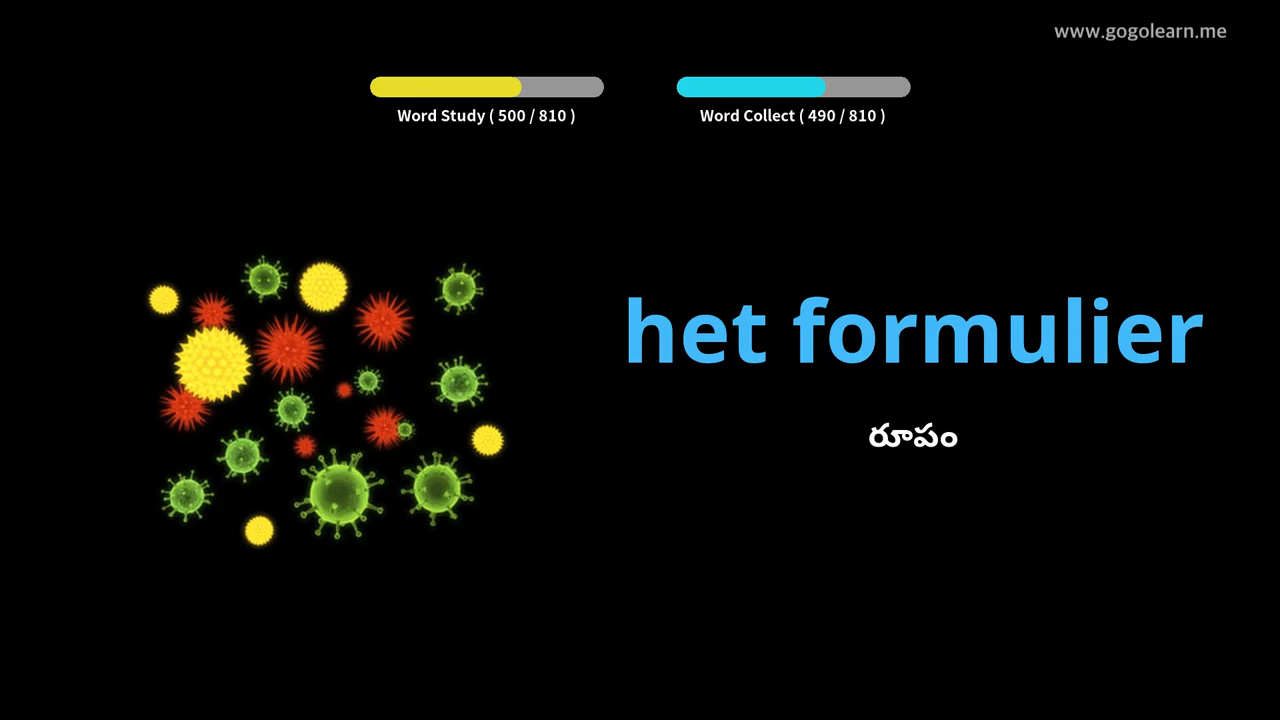 www.gogolearn.me
Word Study ( 500 / 810 )
Word Collect ( 490 / 810 )
het formulier
రూపం